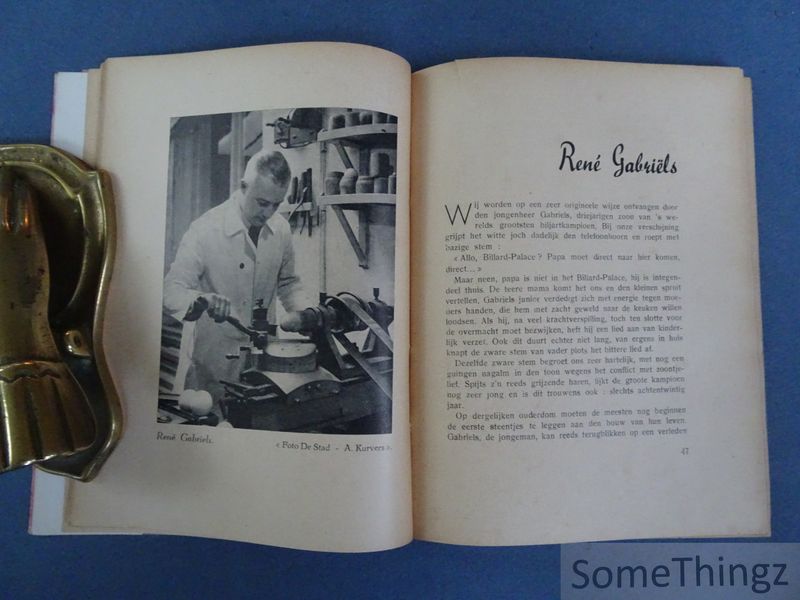 René Gabriels.
« Foto De Stad - A. Kurvers ».
René Gabriëls
Wij worden op een zeer origineele wijze ontvangen door
den jongenheer Gabriels, driejarigen zoon van 's we-
relds grootsten biljartkampioen. Bij onze verschijning
grijpt het witte joch dadelijk den telefoonhoorn en roept met
bazige stem :
« Allo, Billard-Palace ? Papa moet direct naar hier komen,
direct... »
Maar neen, papa is niet in het Billard-Palace, hij is integen-
deel thuis. De teere mama komt het ons en den kleinen spruit
vertellen, Gabriels junior verdedigt zich met energie tegen moe-
ders handen, die hem met zacht geweld naar de keuken willen
loodsen. Als hij, na veel krachtverspilling, toch ten slotte voor
de overmacht moet bezwijken, heft hij een lied aan van kinder-
lijk verzet. Ook dit duurt echter niet lang, van ergens in huis
knapt de zware stem van vader plots het bittere lied af.
Dezelfde zware stem begroet ons zeer hartelijk, met nog een
guitigen nagalm in den toon wegens het conflict met zoontje-
lief. Spijts z'n reeds grijzende haren, lijkt de groote kampioen
nog zeer jong en is dit trouwens ook : slechts achtentwintig
jaar.
Op dergelijken ouderdom moeten de meesten nog beginnen
de eerste steentjes te leggen aan den bouw van hun leven.
Gabriels, de jongeman, kan reeds terugblikken op een verleden
47
SomeThingz